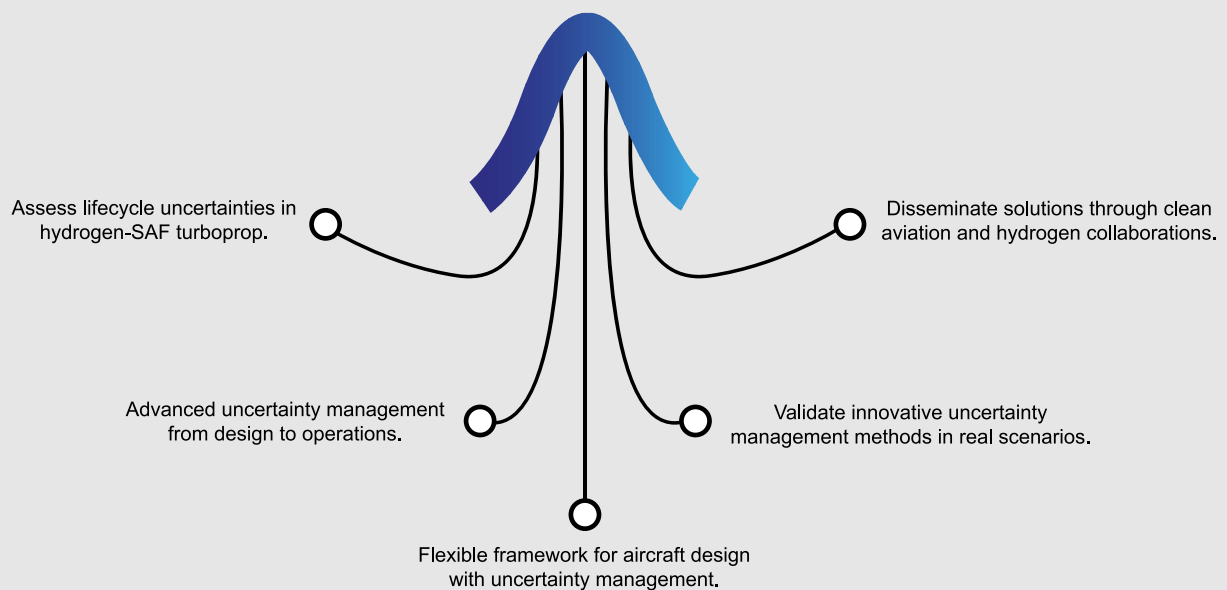 Assess lifecycle uncertainties in
hydrogen-SAF turboprop.
Disseminate solutions through clean
aviation and hydrogen collaborations.
Advanced uncertainty management
from design to operations.
Validate innovative uncertainty
management methods in real scenarios.
Flexible framework for aircraft design
with uncertainty management.